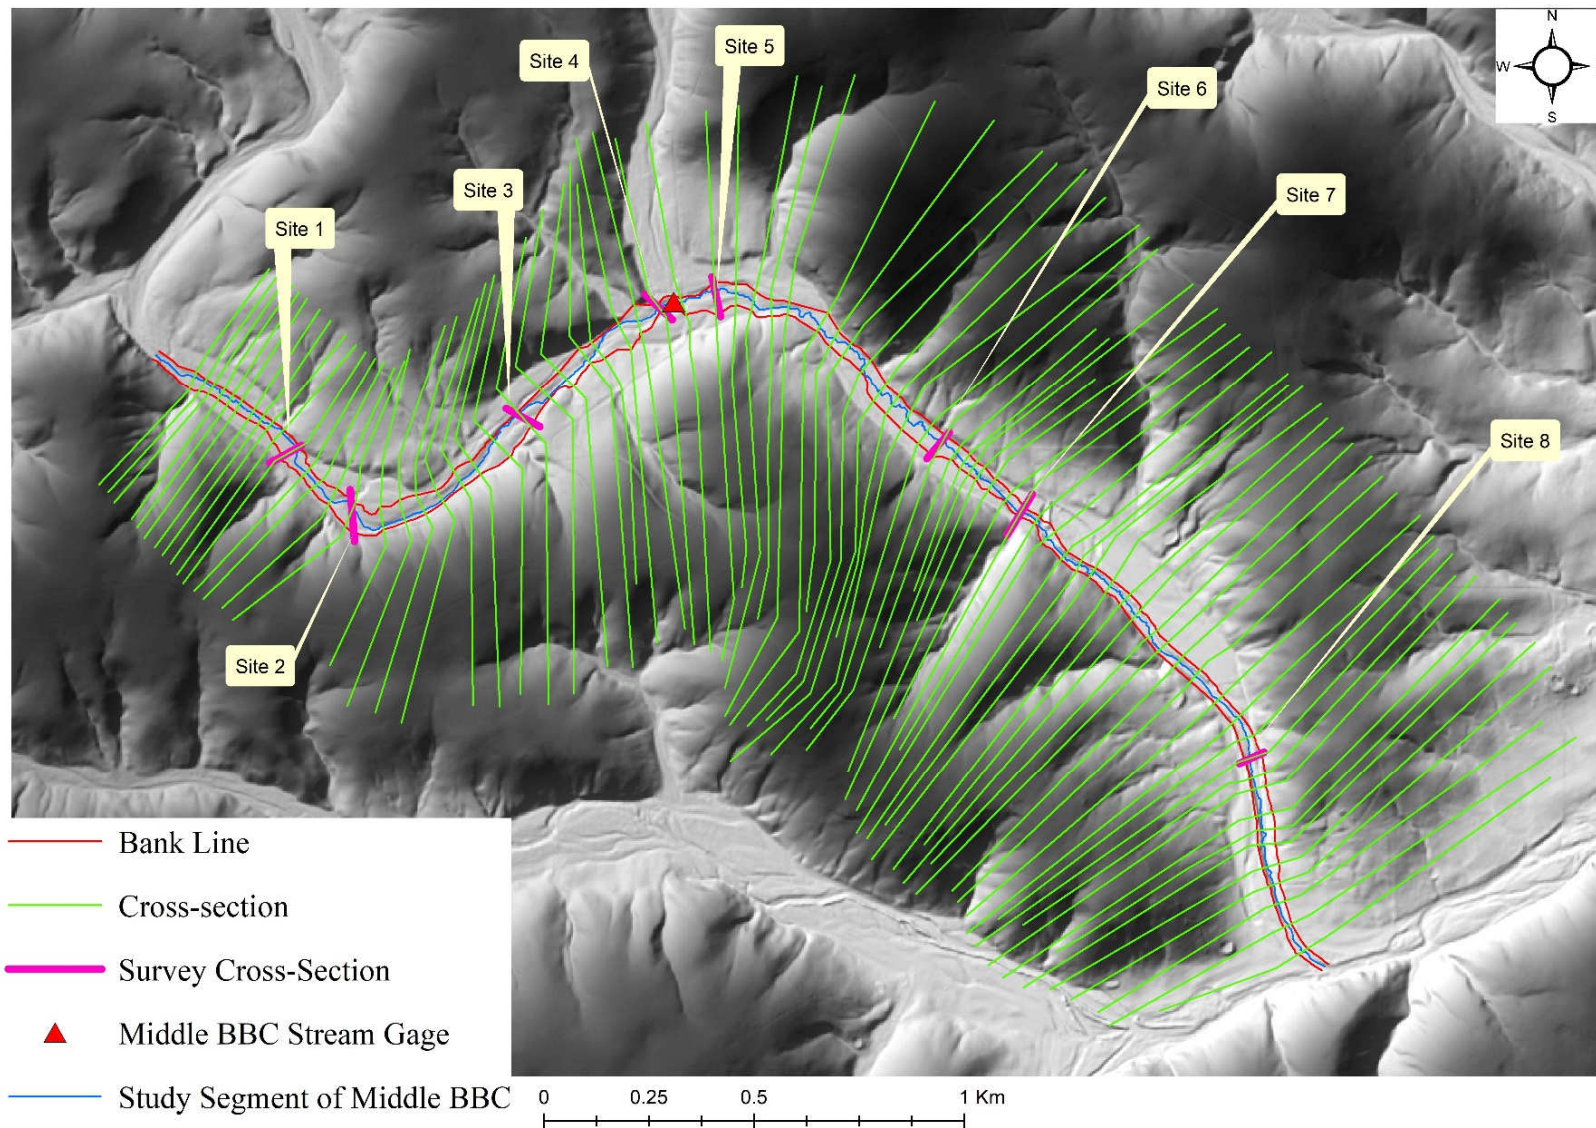 N
W
S
Site 5
Site 4
Site 6
Site 3
Site 7
Site 1
Site 8
Site 2
Bank Line
Cross-section
Survey Cross-Section
Middle BBC Stream Gage
Study Segment of Middle BBC
0 0.25 0.5 1 Km